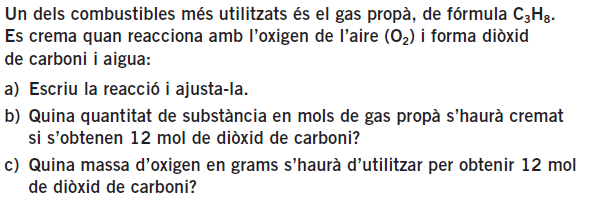 Un dels combustibles més utilitzats és el gas propà, de fórmula C₃H₈.
Es crema quan reacciona amb l'oxigen de l'aire (O₂) i forma diòxid
de carboni i aigua:
a) Escriu la reacció i ajusta-la.
b) Quina quantitat de substància en mols de gas propà s'haurà cremat
si s'obtenen 12 mol de diòxid de carboni?
c) Quina massa d'oxigen en grams s'haurà d'utilitzar per obtenir 12 mol
de diòxid de carboni?